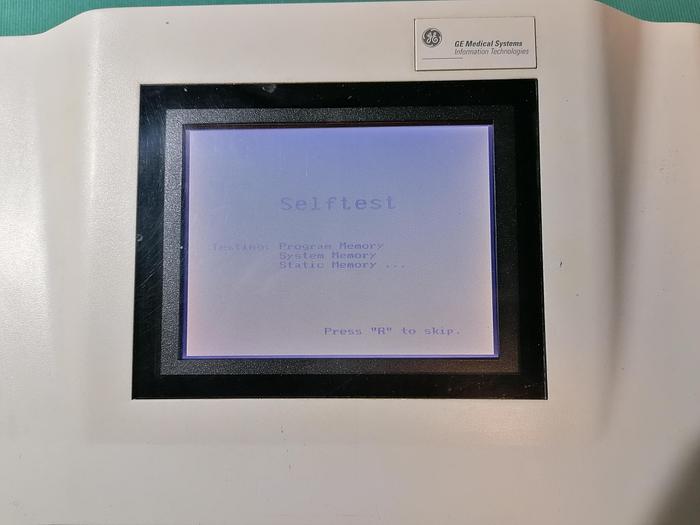 GE Medical Systems
Information Technologies
Selftest
Testing: Program Memory
System Memory
Static Memory ...
Press "R" to skip.